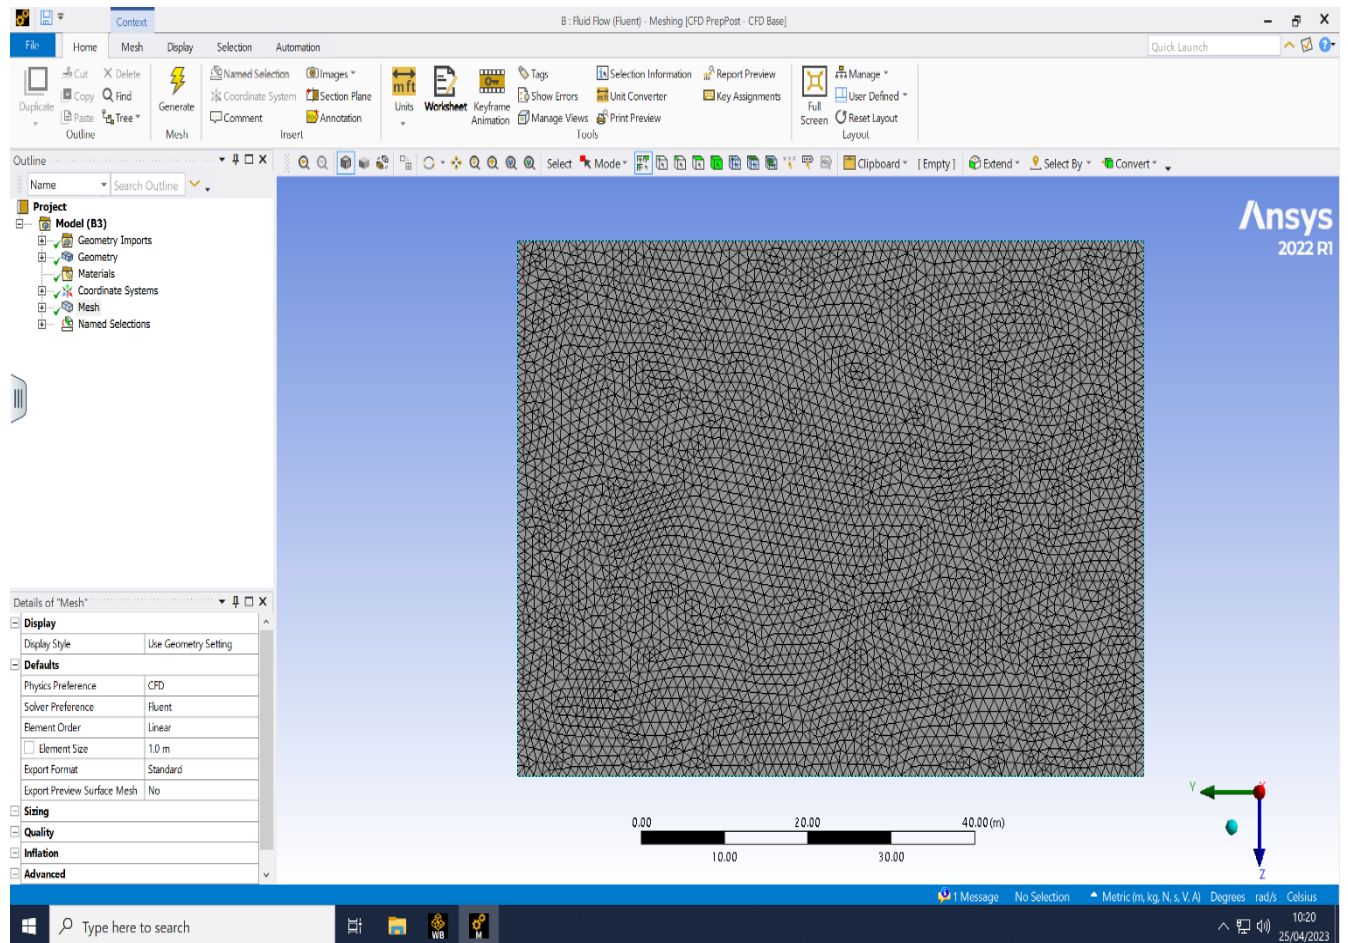 B : Fluid Flow (Fluent) - Meshing [CFD PrepPost - CFD Base]
Context
File Home Mesh Display Selection Automation
Quick Launch
Duplicate
Cut
Copy
Paste
Delete
Find
Tree
Outline
Generate
Mesh
Named Selection
Coordinate System
Comment
Images
Section Plane
Annotation
Insert
mft
Units
Worksheet
Keyframe Animation
Tags
Show Errors
Manage Views
Selection Information
Unit Converter
Print Preview
Report Preview
Key Assignments
Tools
Full Screen
Manage
User Defined
Reset Layout
Layout
Outline
Name Search Outline
Select Mode Clipboard [Empty] Extend Select By Convert
Project
Model (B3)
Geometry Imports
Geometry
Materials
Coordinate Systems
Mesh
Named Selections
Ansys
2022 R1
Details of "Mesh"
Display
Display Style Use Geometry Setting
Defaults
Physics Preference CFD
Solver Preference Fluent
Element Order Linear
Element Size 1.0 m
Export Format Standard
Export Preview Surface Mesh No
Sizing
Quality
Inflation
Advanced
0.00 20.00 40.00 (m)
10.00 30.00
Y
X
Z
1 Message No Selection Metric (m, kg, N, s, V, A) Degrees rad/s Celsius
Type here to search
WB
M
10:20
25/04/2023